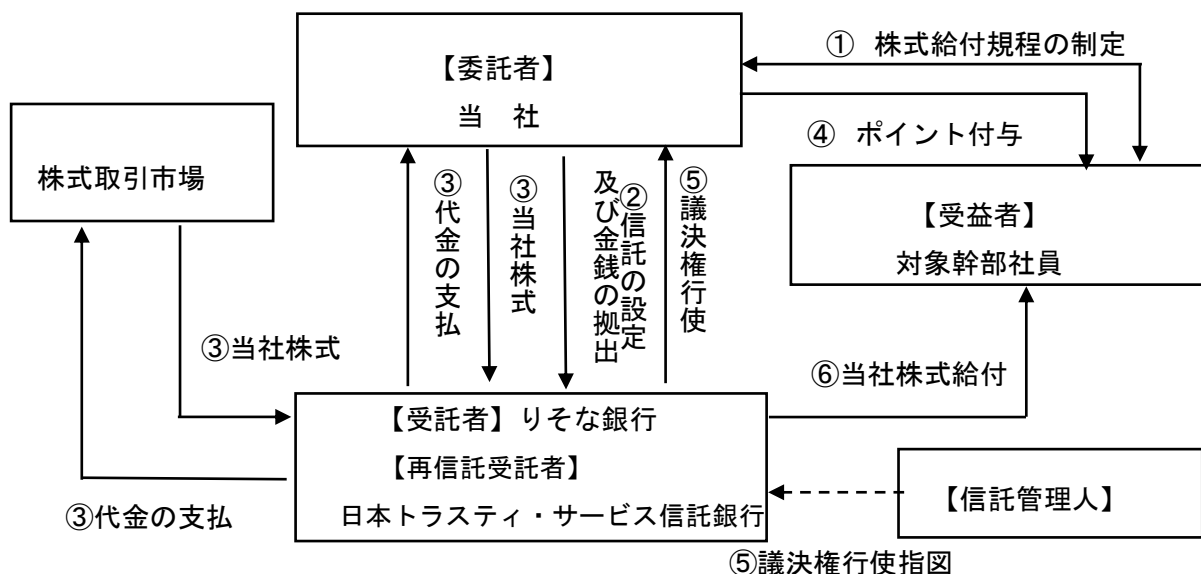 ① 株式給付規程の制定
【委託者】
当 社
④ ポイント付与
株式取引市場
③代金の支払
③当社株式
②信託の設定
及び金銭の拠出
⑤議決権行使
【受益者】
対象幹部社員
③当社株式
⑥当社株式給付
【受託者】りそな銀行
【再信託受託者】
日本トラスティ・サービス信託銀行
【信託管理人】
③代金の支払
⑤議決権行使指図